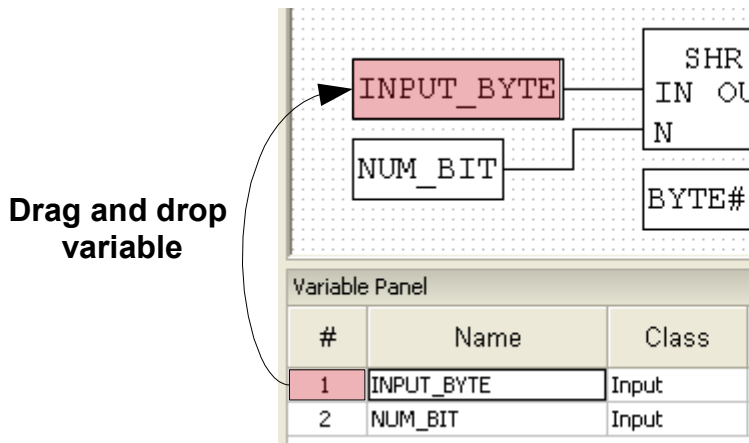 SHR
INPUT_BYTE
IN OU
N
NUM_BIT
BYTE#
Drag and drop
variable
Variable Panel
# Name Class
1 INPUT_BYTE Input
2 NUM_BIT Input